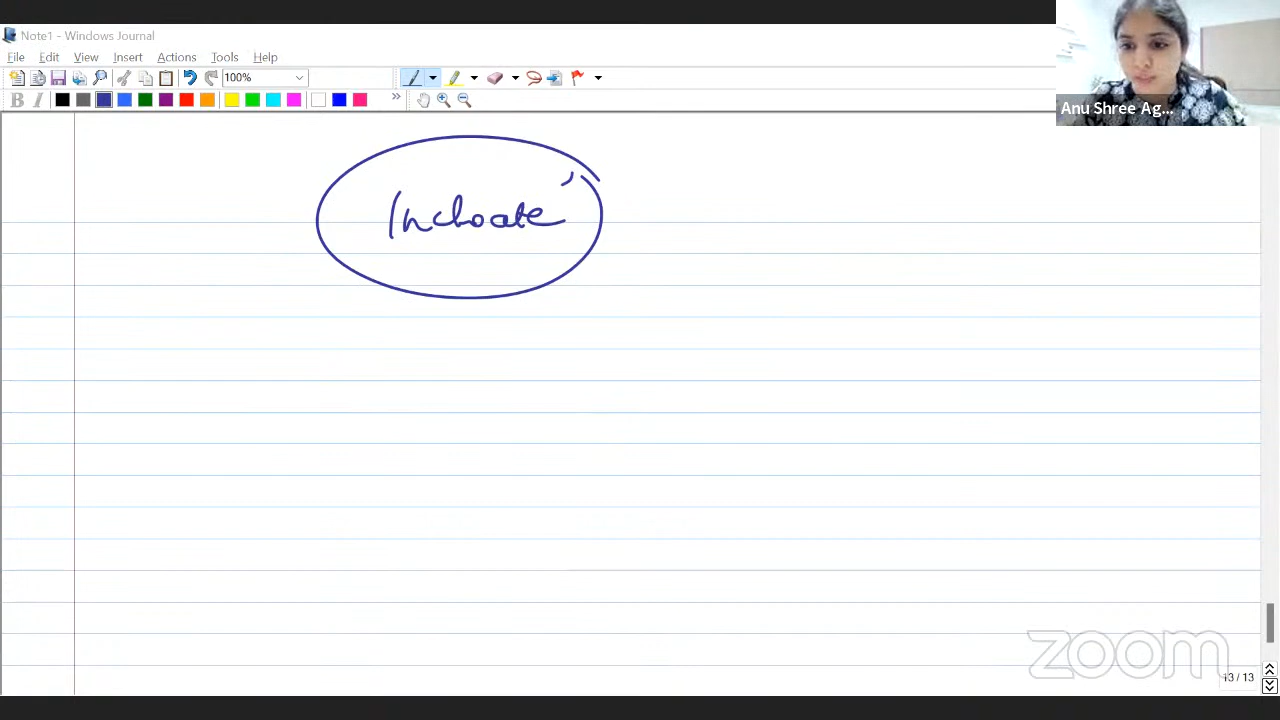 Note1 - Windows Journal
File Edit View Insert Actions Tools Help
100%
B I
Anu Shree Ag...
Inchoate
zoom
13 / 13